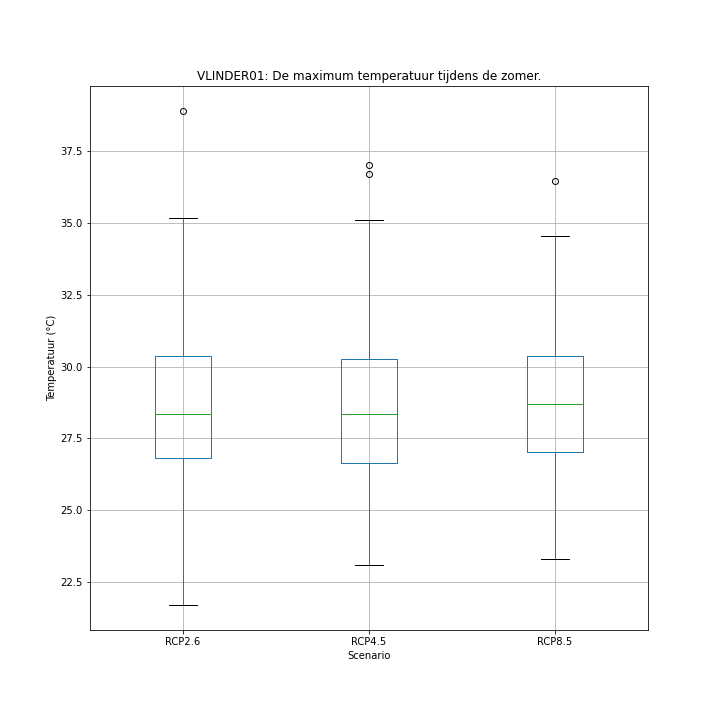 VLINDER01: De maximum temperatuur tijdens de zomer.
Temperatuur (°C)
37.5
35.0
32.5
30.0
27.5
25.0
22.5
RCP2.6
RCP4.5
RCP8.5
Scenario